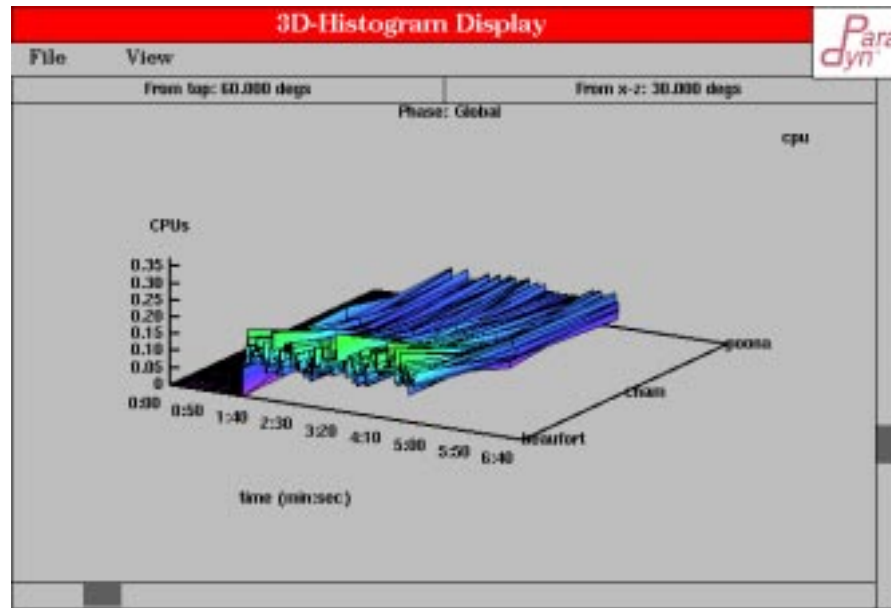 3D-Histogram Display
Para
dyn
File View
From top: 60.000 degs From x-z: 30.000 degs
Phase: Global
cpu
CPUs
0.35
0.30
0.25
0.20
0.15
0.10
0.05
0
0:00 0:50 1:40 2:30 3:20 4:10 5:00 5:50 6:40
poona
cham
beaufort
time (min:sec)